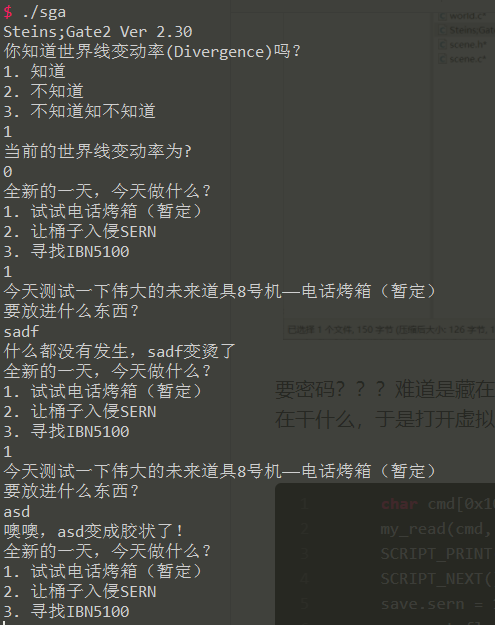 $ ./sga
Steins;Gate2 Ver 2.30
你知道世界线变动率(Divergence)吗?
1. 知道
2. 不知道
3. 不知道知不知道
1
当前的世界线变动率为?
0
全新的一天，今天做什么?
1. 试试电话烤箱（暂定）
2. 让桶子入侵SERN
3. 寻找IBN5100
1
今天测试一下伟大的未来道具8号机——电话烤箱（暂定）
要放进什么东西?
sadf
什么都没有发生，sadf变烫了
全新的一天，今天做什么?
1. 试试电话烤箱（暂定）
2. 让桶子入侵SERN
3. 寻找IBN5100
1
今天测试一下伟大的未来道具8号机——电话烤箱（暂定）
要放进什么东西?
asd
噢噢，asd变成胶状了!
全新的一天，今天做什么?
1. 试试电话烤箱（暂定）
2. 让桶子入侵SERN
3. 寻找IBN5100
world.c*
scene.h*
scene.c*
已选择 1 个文件, 150 字节
要密码？？？难道是藏在
在干什么，于是打开虚拟
char cmd[0x10
my_read(cmd,
SCRIPT_PRINT
SCRIPT_NEXT(
save.sern =